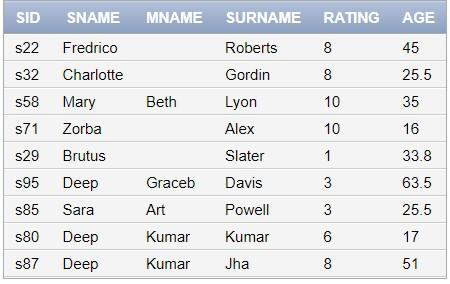 SID SNAME MNAME SURNAME RATING AGE
s22 Fredrico Roberts 8 45
s32 Charlotte Gordin 8 25.5
s58 Mary Beth Lyon 10 35
s71 Zorba Alex 10 16
s29 Brutus Slater 1 33.8
s95 Deep Graceb Davis 3 63.5
s85 Sara Art Powell 3 25.5
s80 Deep Kumar Kumar 6 17
s87 Deep Kumar Jha 8 51